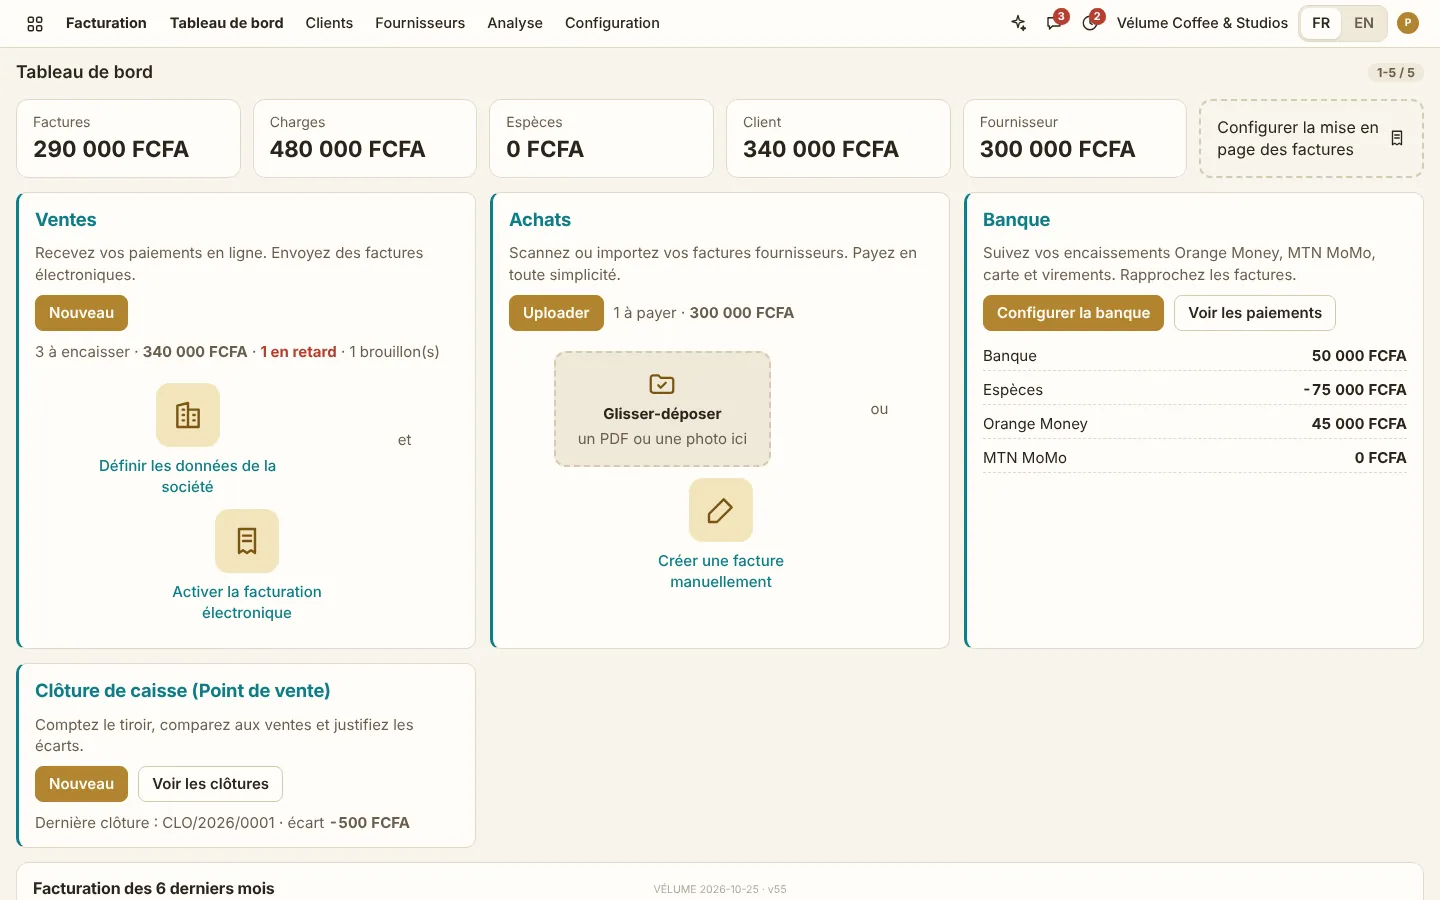 Facturation Tableau de bord Clients Fournisseurs Analyse Configuration 3 2 Vélume Coffee & Studios FR EN P
Tableau de bord 1-5 / 5
Factures
290 000 FCFA
Charges
480 000 FCFA
Espèces
0 FCFA
Client
340 000 FCFA
Fournisseur
300 000 FCFA
Configurer la mise en
page des factures
Ventes
Recevez vos paiements en ligne. Envoyez des factures
électroniques.
Nouveau
3 à encaisser · 340 000 FCFA · 1 en retard · 1 brouillon(s)
Définir les données de la
société
et
Activer la facturation
électronique
Achats
Scannez ou importez vos factures fournisseurs. Payez en
toute simplicité.
Uploader 1 à payer · 300 000 FCFA
Glisser-déposer
un PDF ou une photo ici
ou
Créer une facture
manuellement
Banque
Suivez vos encaissements Orange Money, MTN MoMo,
carte et virements. Rapprochez les factures.
Configurer la banque Voir les paiements
Banque 50 000 FCFA
Espèces -75 000 FCFA
Orange Money 45 000 FCFA
MTN MoMo 0 FCFA
Clôture de caisse (Point de vente)
Comptez le tiroir, comparez aux ventes et justifiez les
écarts.
Nouveau Voir les clôtures
Dernière clôture : CLO/2026/0001 · écart -500 FCFA
Facturation des 6 derniers mois
VÉLUME 2026-10-25 · v55